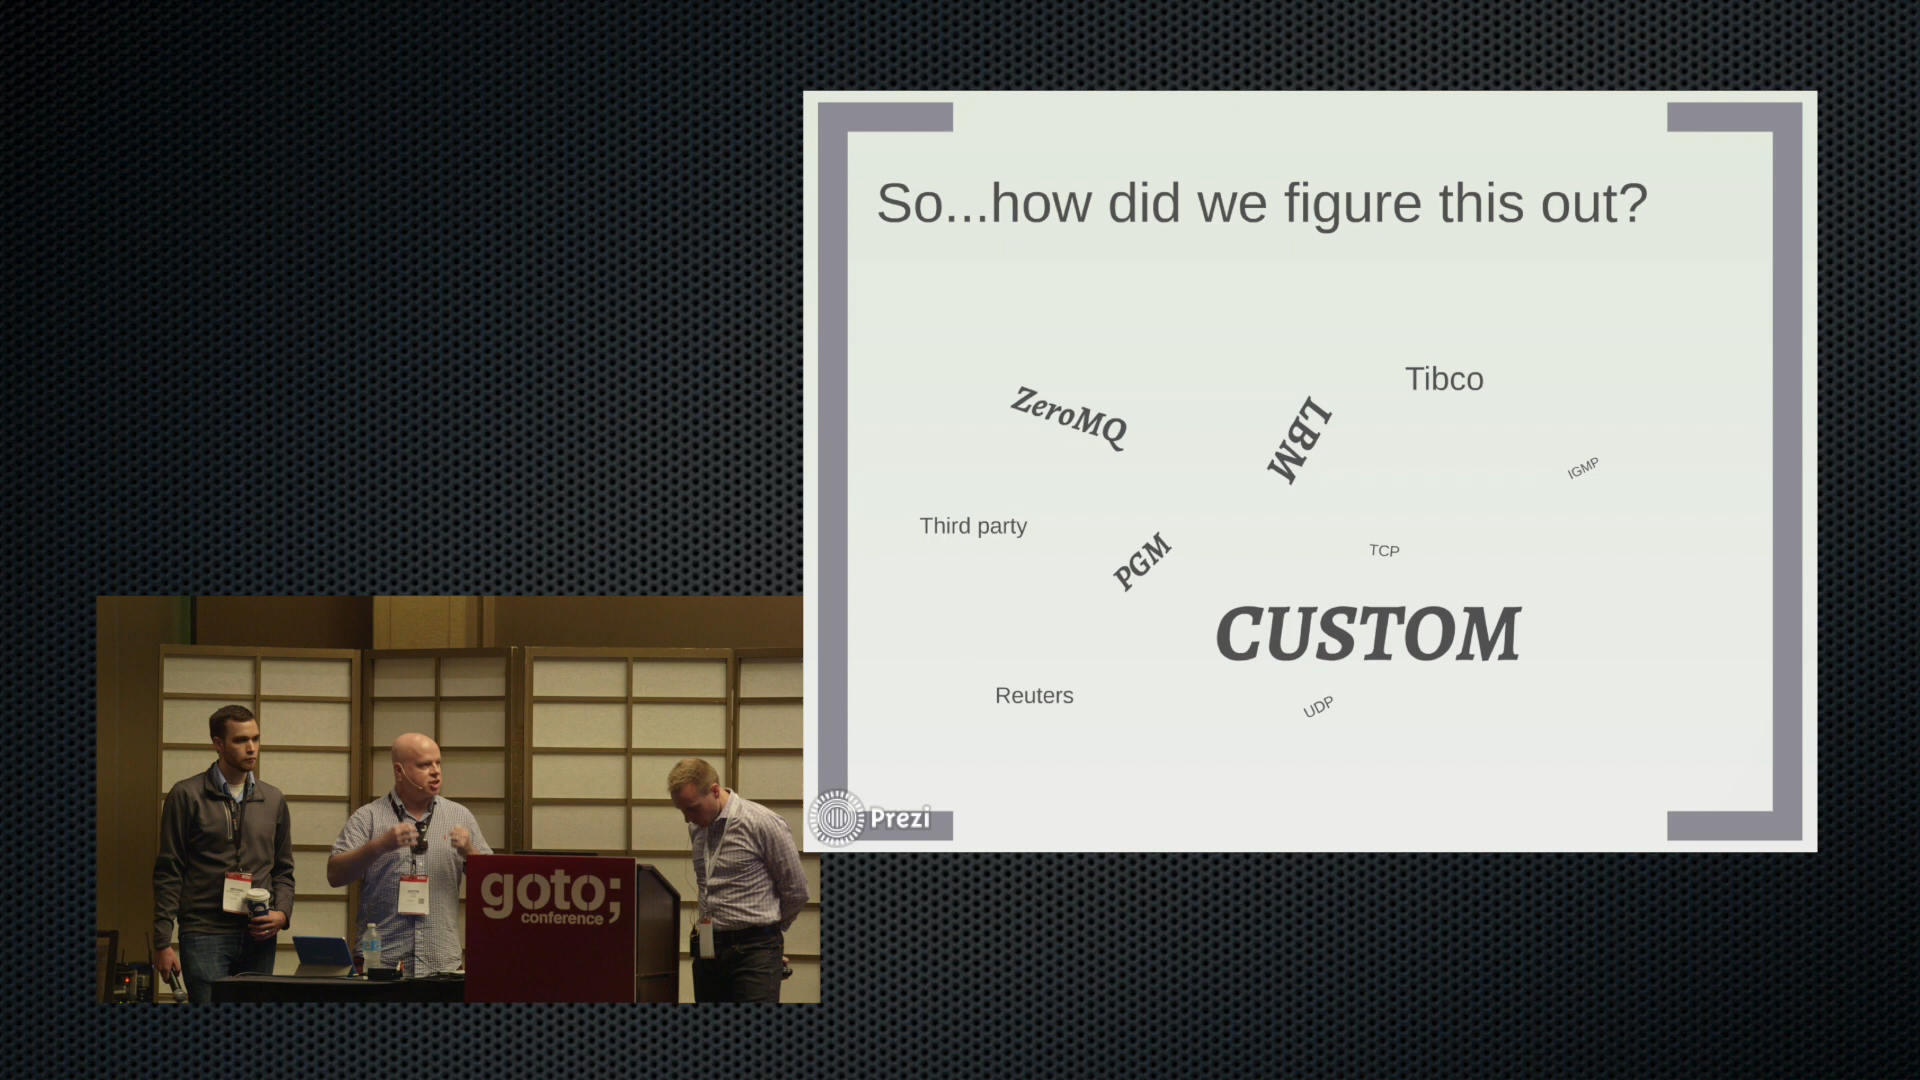 So...how did we figure this out?
Tibco
ZeroMQ
LBM
IGMP
Third party
PGM
TCP
CUSTOM
Reuters
UDP
Prezi
goto;
conference